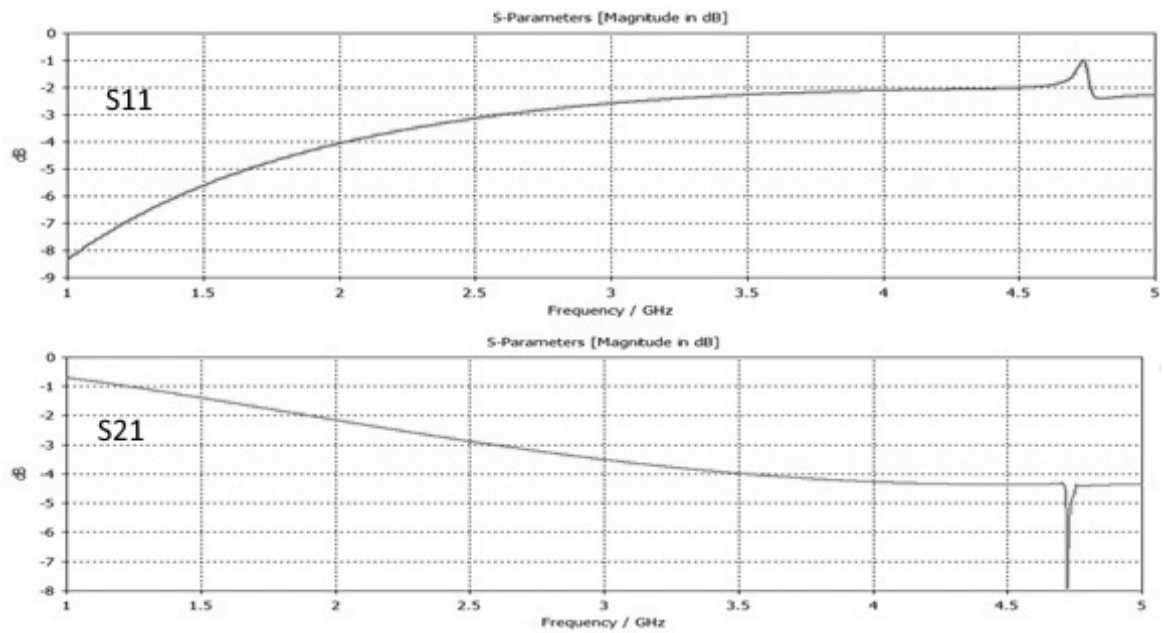 S-Parameters [Magnitude in dB]
0
-1
-2
-3
-4
-5
-6
-7
-8
-9
S11
dB
1 1.5 2 2.5 3 3.5 4 4.5 5
Frequency / GHz
S-Parameters [Magnitude in dB]
0
-1
-2
-3
-4
-5
-6
-7
-8
S21
dB
1 1.5 2 2.5 3 3.5 4 4.5 5
Frequency / GHz